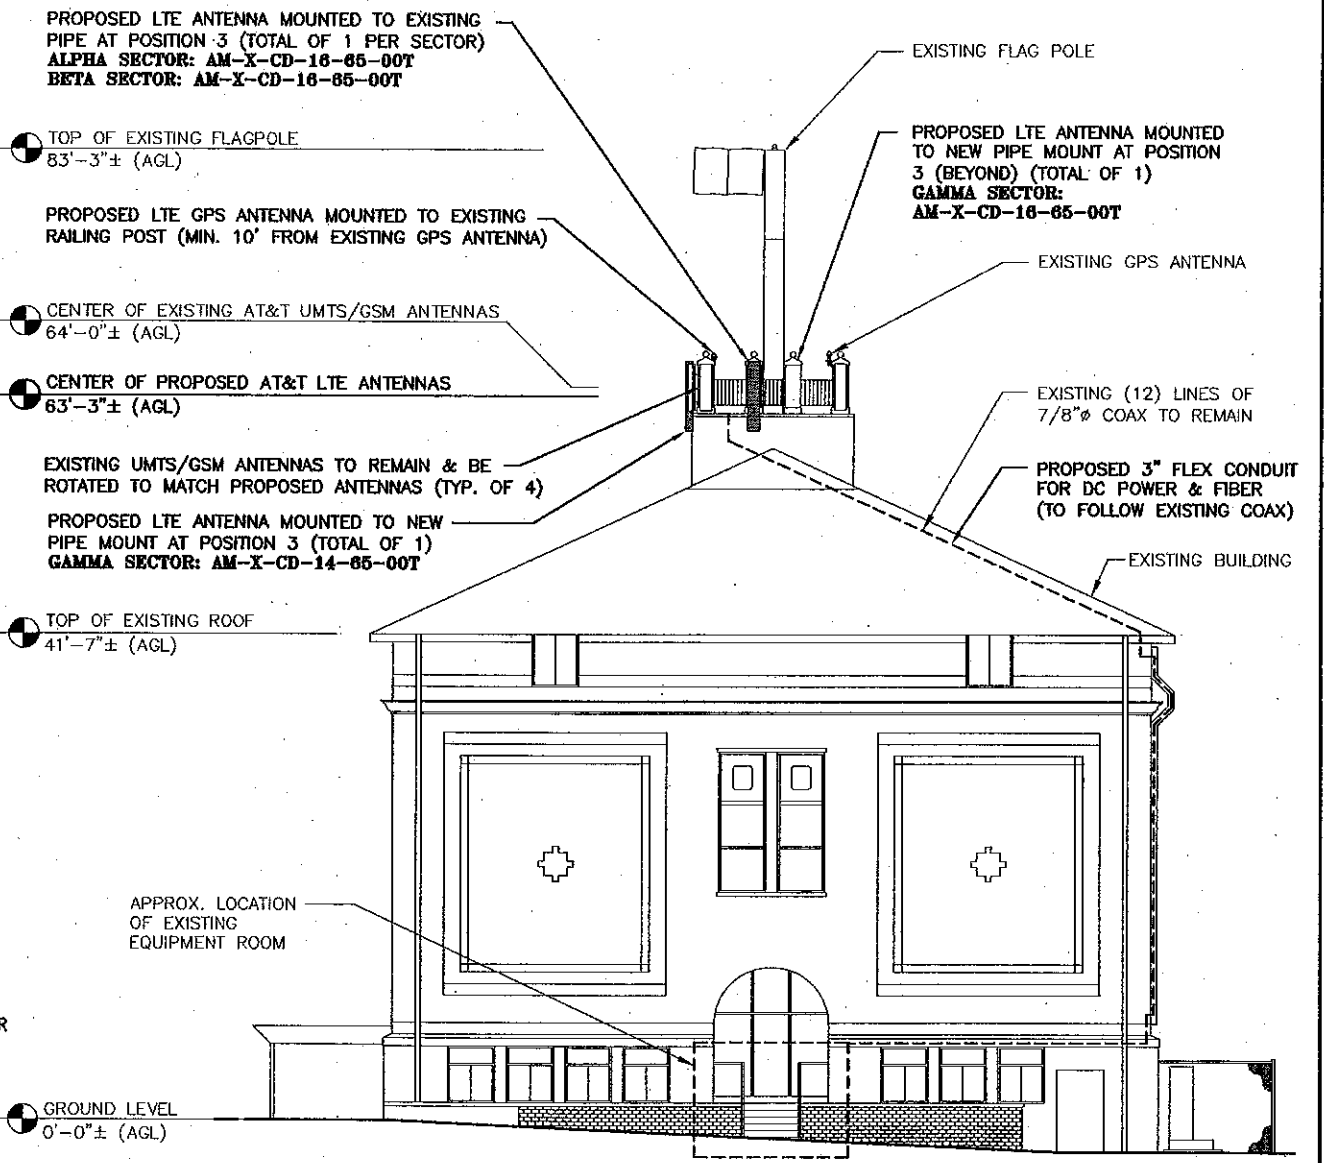 PROPOSED LTE ANTENNA MOUNTED TO EXISTING
PIPE AT POSITION 3 (TOTAL OF 1 PER SECTOR)
ALPHA SECTOR: AM-X-CD-16-65-00T
BETA SECTOR: AM-X-CD-16-65-00T
EXISTING FLAG POLE
TOP OF EXISTING FLAGPOLE
83'-3"± (AGL)
PROPOSED LTE ANTENNA MOUNTED
TO NEW PIPE MOUNT AT POSITION
3 (BEYOND) (TOTAL OF 1)
GAMMA SECTOR:
AM-X-CD-16-65-00T
PROPOSED LTE GPS ANTENNA MOUNTED TO EXISTING
RAILING POST (MIN. 10' FROM EXISTING GPS ANTENNA)
EXISTING GPS ANTENNA
CENTER OF EXISTING AT&T UMTS/GSM ANTENNAS
64'-0"± (AGL)
CENTER OF PROPOSED AT&T LTE ANTENNAS
63'-3"± (AGL)
EXISTING (12) LINES OF
7/8"ø COAX TO REMAIN
EXISTING UMTS/GSM ANTENNAS TO REMAIN & BE
ROTATED TO MATCH PROPOSED ANTENNAS (TYP. OF 4)
PROPOSED 3" FLEX CONDUIT
FOR DC POWER & FIBER
(TO FOLLOW EXISTING COAX)
PROPOSED LTE ANTENNA MOUNTED TO NEW
PIPE MOUNT AT POSITION 3 (TOTAL OF 1)
GAMMA SECTOR: AM-X-CD-14-65-00T
EXISTING BUILDING
TOP OF EXISTING ROOF
41'-7"± (AGL)
APPROX. LOCATION
OF EXISTING
EQUIPMENT ROOM
R
GROUND LEVEL
0'-0"± (AGL)